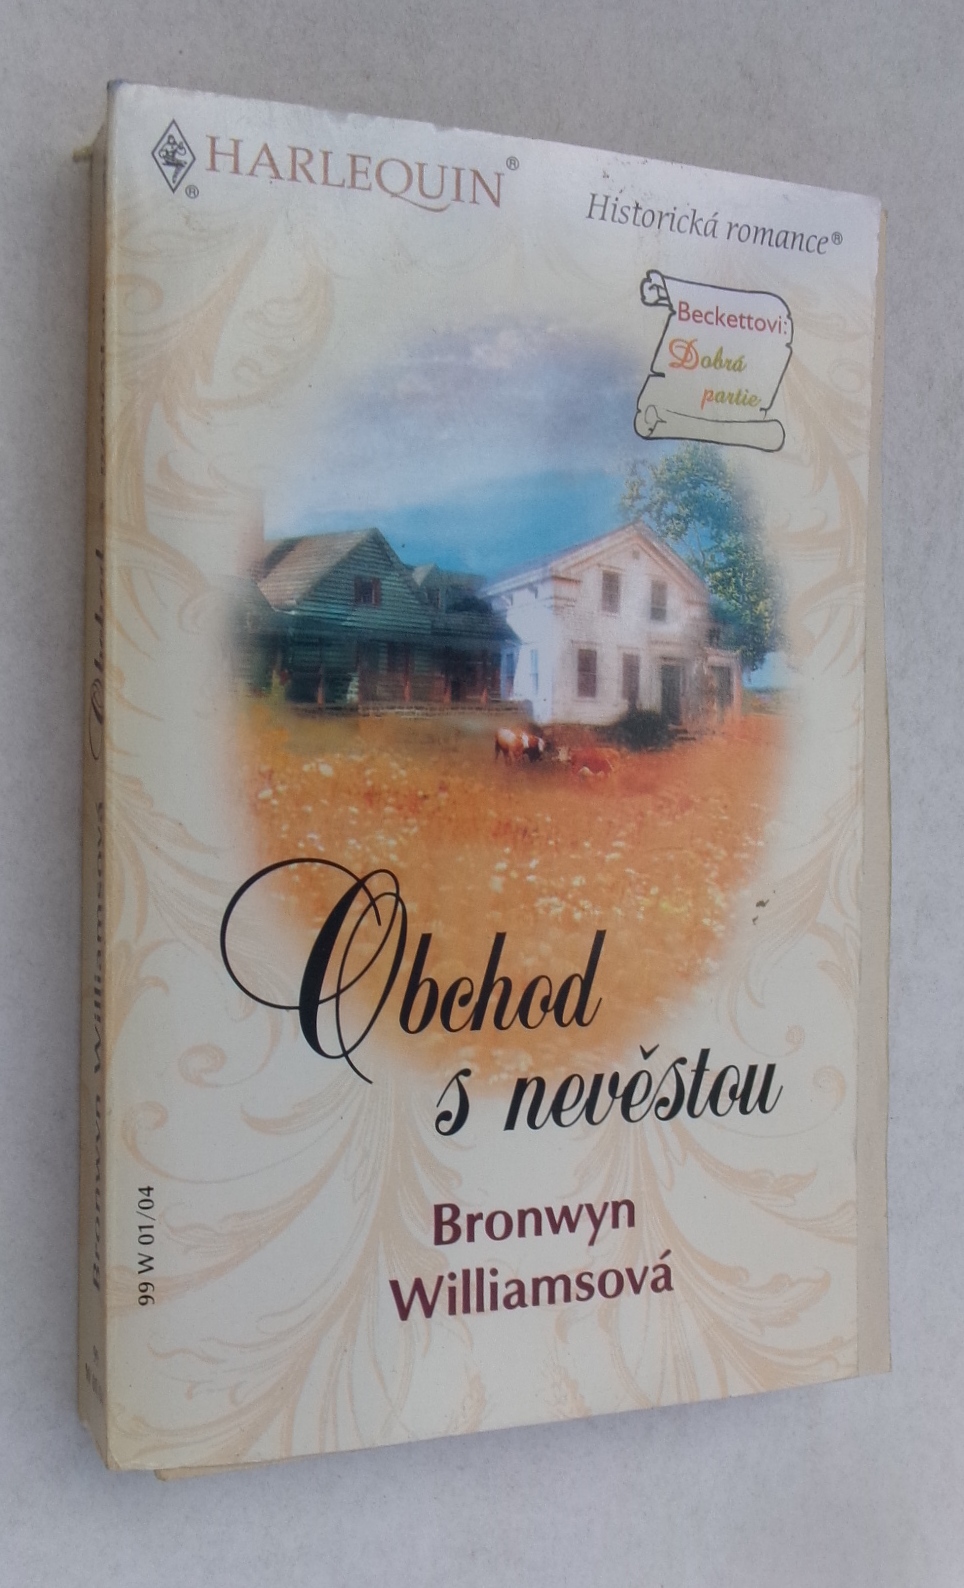 HARLEQUIN®
®
Historická romance®
Beckettovi:
Dobrá
partie
Obchod
s nevěstou
Bronwyn
Williamsová
99 W 01/04
Bronwyn Williamsová Obchod